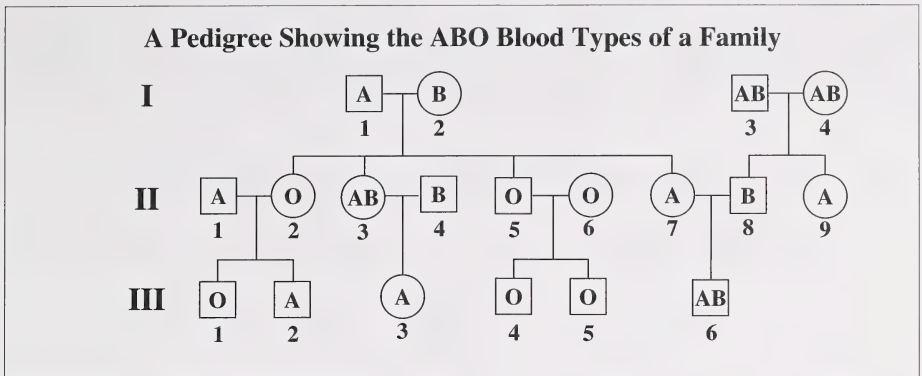 A Pedigree Showing the ABO Blood Types of a Family
I A B AB AB
1 2 3 4
II A O AB B O O A B A
1 2 3 4 5 6 7 8 9
III O A A O O AB
1 2 3 4 5 6